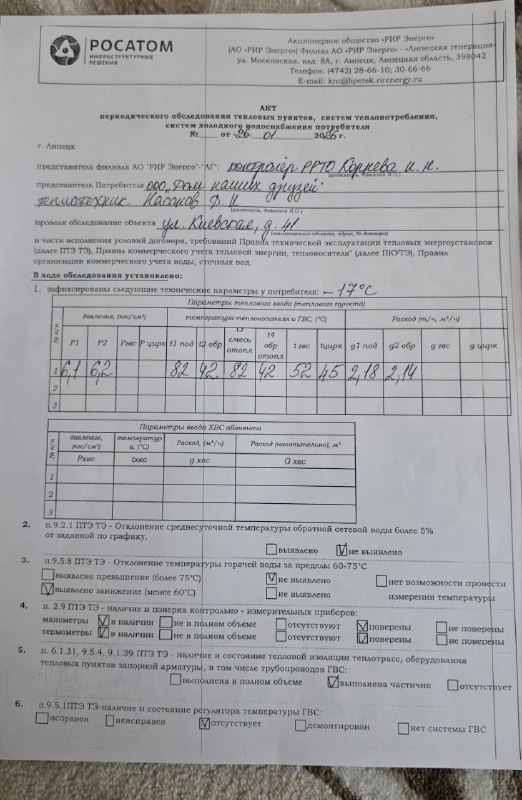 РОСАТОМ
ИНФРАСТРУКТУРНЫЕ
РЕШЕНИЯ
Акционерное общество «РИР Энерго»
(АО «РИР Энерго») Филиал АО «РИР Энерго» - «Липецкая генерация»
ул. Московская, влд. 8А, г. Липецк, Липецкая область, 398042
Телефон: (4742) 28-66-10; 30-66-66
E-mail: knc@lipetsk.rirenergy.ru
АКТ
периодического обследования тепловых пунктов, систем теплопотребления,
систем холодного водоснабжения потребителя
№ от «26 01 2026 г.
г. Липецк
представитель филиала АО "РИР Энерго"-"ЛГ": контролёр РРТО Корнева И. Н.
(должность, Фамилия И.О.)
представитель Потребителя ООО „Дом наших друзей"
теплотехник Насонов Д. И
(должность, Фамилия И.О.)
провели обследование объекта ул. Киевская, д. 41
(наименование объекта, адрес, № договора)
в части исполнения условий договора, требований Правил технической эксплуатации тепловых энергоустановок
(далее ПТЭ ТЭ), Правил коммерческого учета тепловой энергии, теплоносителя" (далее ПКУТЭ), Правил
организации коммерческого учета воды, сточных вод.
В ходе обследования установлено:
1. зафиксированы следующие технические параметры у потребителя: – 17°С
Параметры теплового ввода (теплового пункта)
№ п/п давление, (кгс/см²) температура теплоносителя и ГВС, (°С) Расход (т/ч, м³/ч)
Р1 Р2 Ргвс Р цирк t1 под t2 обр t3 смесь отопл t4 обр отопл t гвс tцирк g1 под g2 обр g гвс g цирк
1 6,1 6,2 82 42 82 42 52 45 2,18 2,14
2
3
Параметры ввода ХВС абонента
№ п/п давление, (кгс/см²) температура, (°С) Расход, (м³/ч) Расход (накопительно), м³
Рхвс tхвс g хвс G хвс
1
2
3
2. п.9.2.1 ПТЭ ТЭ - Отклонение среднесуточной температуры обратной сетевой воды более 5%
от заданной по графику.
выявлено V не выявлено
3. п.9.5.8 ПТЭ ТЭ - Отклонение температуры горячей воды за пределы 60-75°С
выявлено превышение (более 75°С) V не выявлено нет возможности провести
V выявлено занижение (менее 60°С) не выявлено измерения температуры
4. п. 2.9 ПТЭ ТЭ - наличие и поверка контрольно - измерительных приборов:
манометры V в наличии не в полном объеме отсутствуют V поверены не поверены
термометры V в наличии не в полном объеме отсутствуют V поверены не поверены
5. п. 6.1.31, 9.5.4, 9.1.39 ПТЭ ТЭ - наличие и состояние тепловой изоляции теплотрасс, оборудования
тепловых пунктов запорной арматуры, в том числе трубопроводов ГВС:
выполнена в полном объеме V выполнена частично отсутствует
6. п.9.5.1ПТЭ ТЭ-наличие и состояние регулятора температуры ГВС:
исправен неисправен V отсутствует демонтирован нет системы ГВС